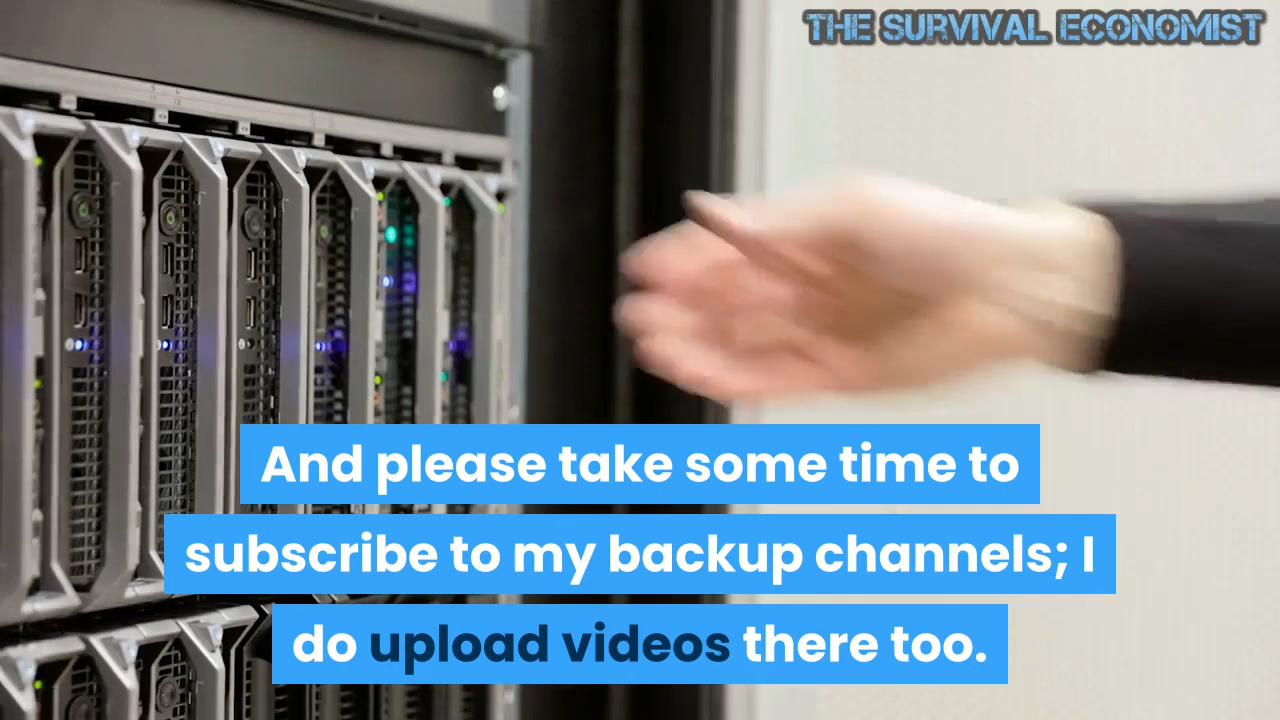 THE SURVIVAL ECONOMIST
And please take some time to
subscribe to my backup channels; I
do upload videos there too.